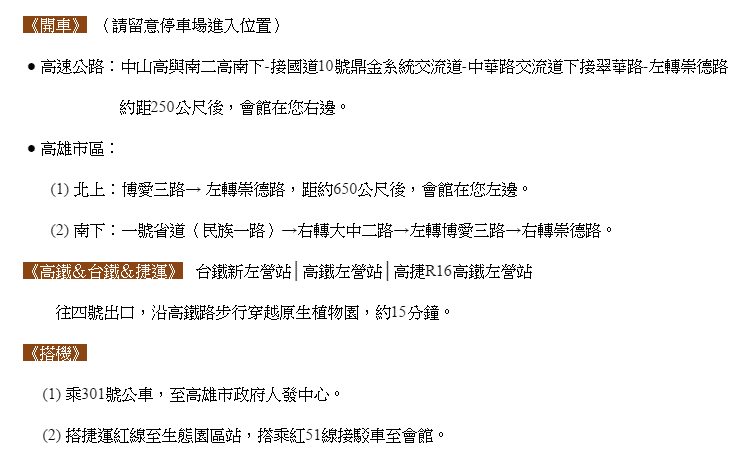 《開車》 （請留意停車場進入位置）
● 高速公路：中山高與南二高南下-接國道10號鼎金系統交流道-中華路交流道下接翠華路-左轉崇德路
約距250公尺後，會館在您右邊。
● 高雄市區：
(1) 北上：博愛三路→ 左轉崇德路，距約650公尺後，會館在您左邊。
(2) 南下：一號省道（民族一路）→右轉大中二路→左轉博愛三路→右轉崇德路。
《高鐵＆台鐵＆捷運》 台鐵新左營站│高鐵左營站│高捷R16高鐵左營站
往四號出口，沿高鐵路步行穿越原生植物園，約15分鐘。
《搭機》
(1) 乘301號公車，至高雄市政府人發中心。
(2) 搭捷運紅線至生態園區站，搭乘紅51線接駁車至會館。